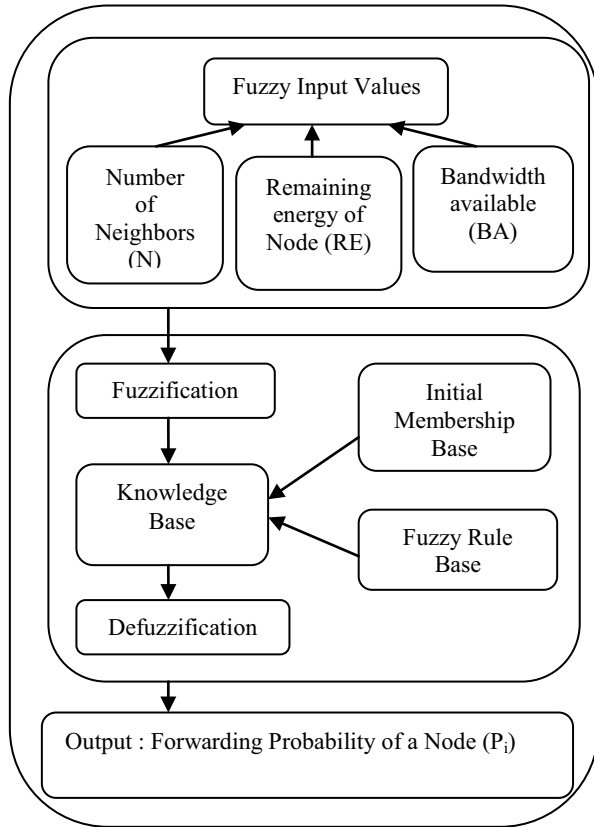 Fuzzy Input Values
Number
of
Neighbors
(N)
Remaining
energy of
Node (RE)
Bandwidth
available
(BA)
Fuzzification
Initial
Membership
Base
Knowledge
Base
Fuzzy Rule
Base
Defuzzification
Output : Forwarding Probability of a Node (Pi)